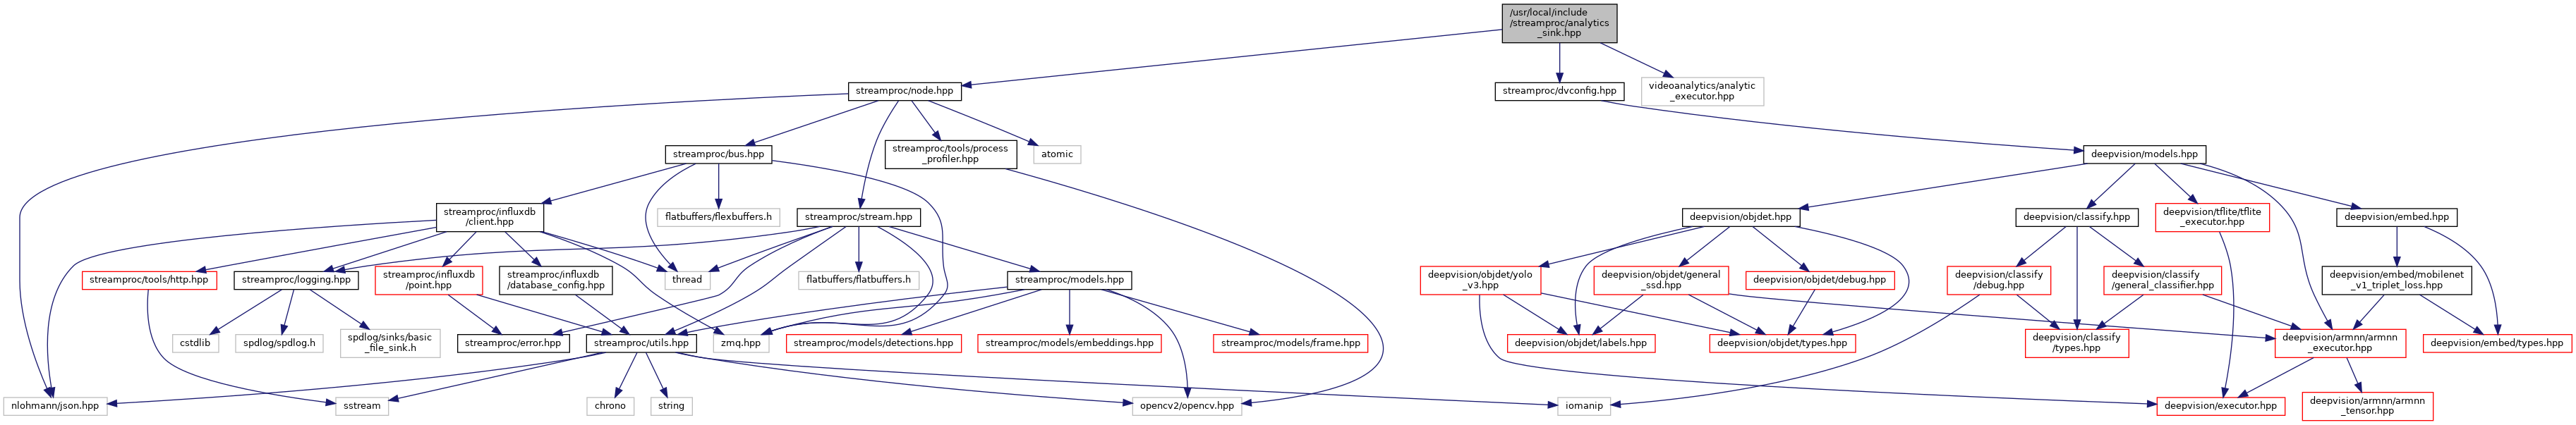 /usr/local/include
/streamproc/analytics
_sink.hpp
streamproc/node.hpp
streamproc/dvconfig.hpp
videoanalytics/analytic
_executor.hpp
streamproc/bus.hpp
streamproc/tools/process
_profiler.hpp
atomic
deepvision/models.hpp
streamproc/influxdb
/client.hpp
flatbuffers/flexbuffers.h
streamproc/stream.hpp
deepvision/objdet.hpp
deepvision/classify.hpp
deepvision/tflite/tflite
_executor.hpp
deepvision/embed.hpp
streamproc/tools/http.hpp
streamproc/logging.hpp
streamproc/influxdb
/point.hpp
streamproc/influxdb
/database_config.hpp
thread
flatbuffers/flatbuffers.h
streamproc/models.hpp
deepvision/objdet/yolo
_v3.hpp
deepvision/objdet/general
_ssd.hpp
deepvision/objdet/debug.hpp
deepvision/classify
/debug.hpp
deepvision/classify
/general_classifier.hpp
deepvision/embed/mobilenet
_v1_triplet_loss.hpp
cstdlib
spdlog/spdlog.h
spdlog/sinks/basic
_file_sink.h
streamproc/error.hpp
streamproc/utils.hpp
zmq.hpp
streamproc/models/detections.hpp
streamproc/models/embeddings.hpp
streamproc/models/frame.hpp
deepvision/objdet/labels.hpp
deepvision/objdet/types.hpp
deepvision/classify
/types.hpp
deepvision/armnn/armnn
_executor.hpp
deepvision/embed/types.hpp
nlohmann/json.hpp
sstream
chrono
string
opencv2/opencv.hpp
iomanip
deepvision/executor.hpp
deepvision/armnn/armnn
_tensor.hpp